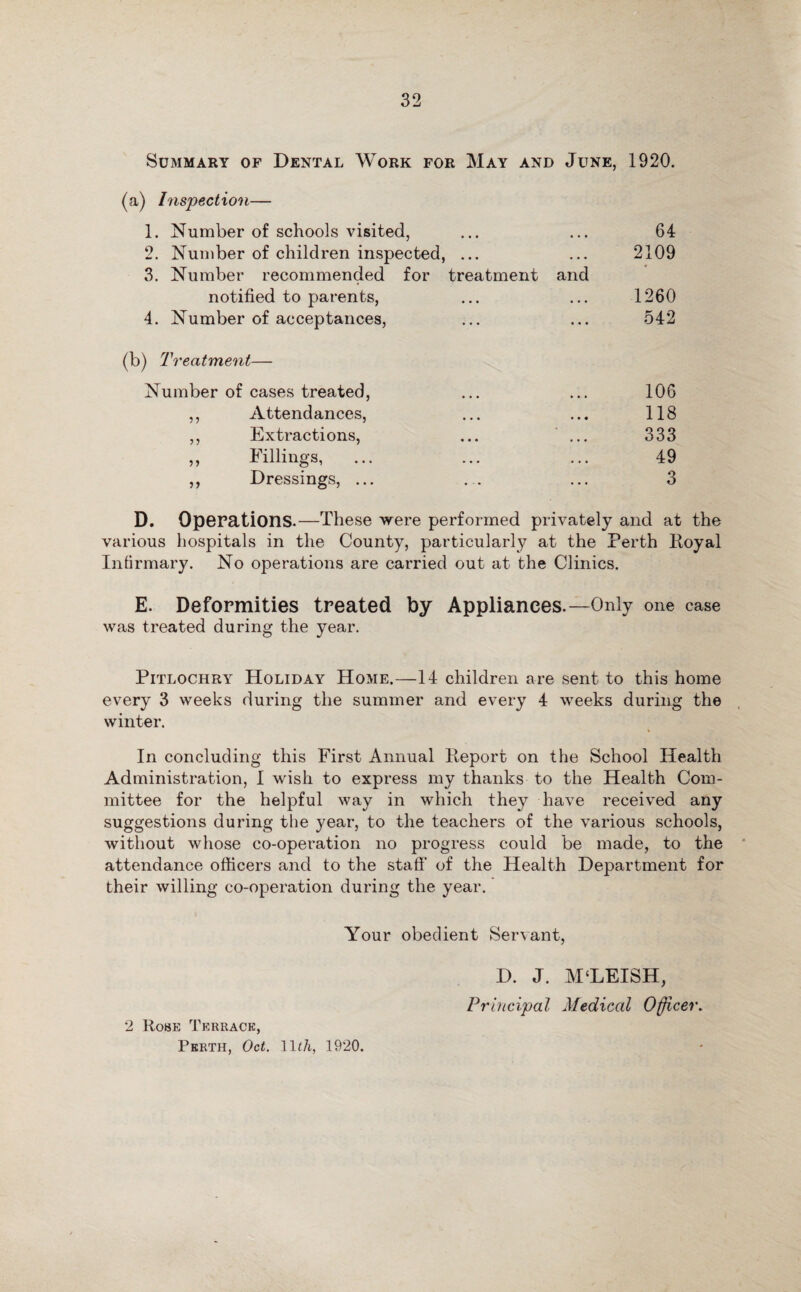 32
Summary of Dental Work for May and June, 1920.
(a) Inspection—
1. Number of schools visited, ... ... 64
2. Number of children inspected, ... ... 2109
3. Number recommended for treatment and
notified to parents, ... ... 1260
4. Number of acceptances, ... ... 542
(b) Treatment—
Number of cases treated, ... ... 106
,, Attendances, ... ... 118
,, Extractions, ... ... 333
,, Fillings, ... ... ... 49
,, Dressings, ... ... ... 3
D. Operations.—These were performed privately and at the
various hospitals in the County, particularly at the Perth Royal
Infirmary. No operations are carried out at the Clinics.
E. Deformities treated by Appliances.—Only one case
was treated during the year.
Pitlochry Holiday Home.—14 children are sent to this home
every 3 weeks during the summer and every 4 weeks during the
winter.
In concluding this First Annual Report on the School Health
Administration, I wish to express my thanks to the Health Com-
mittee for the helpful way in which they have received any
suggestions during the year, to the teachers of the various schools,
without whose co-operation no progress could be made, to the
attendance officers and to the staff of the Health Department for
their willing co-operation during the year.
Your obedient Servant,
D. J. M‘LEISH,
Principal Medical Officer.
2 Rose Terrace,
Perth, Oct. 11th, 1920.